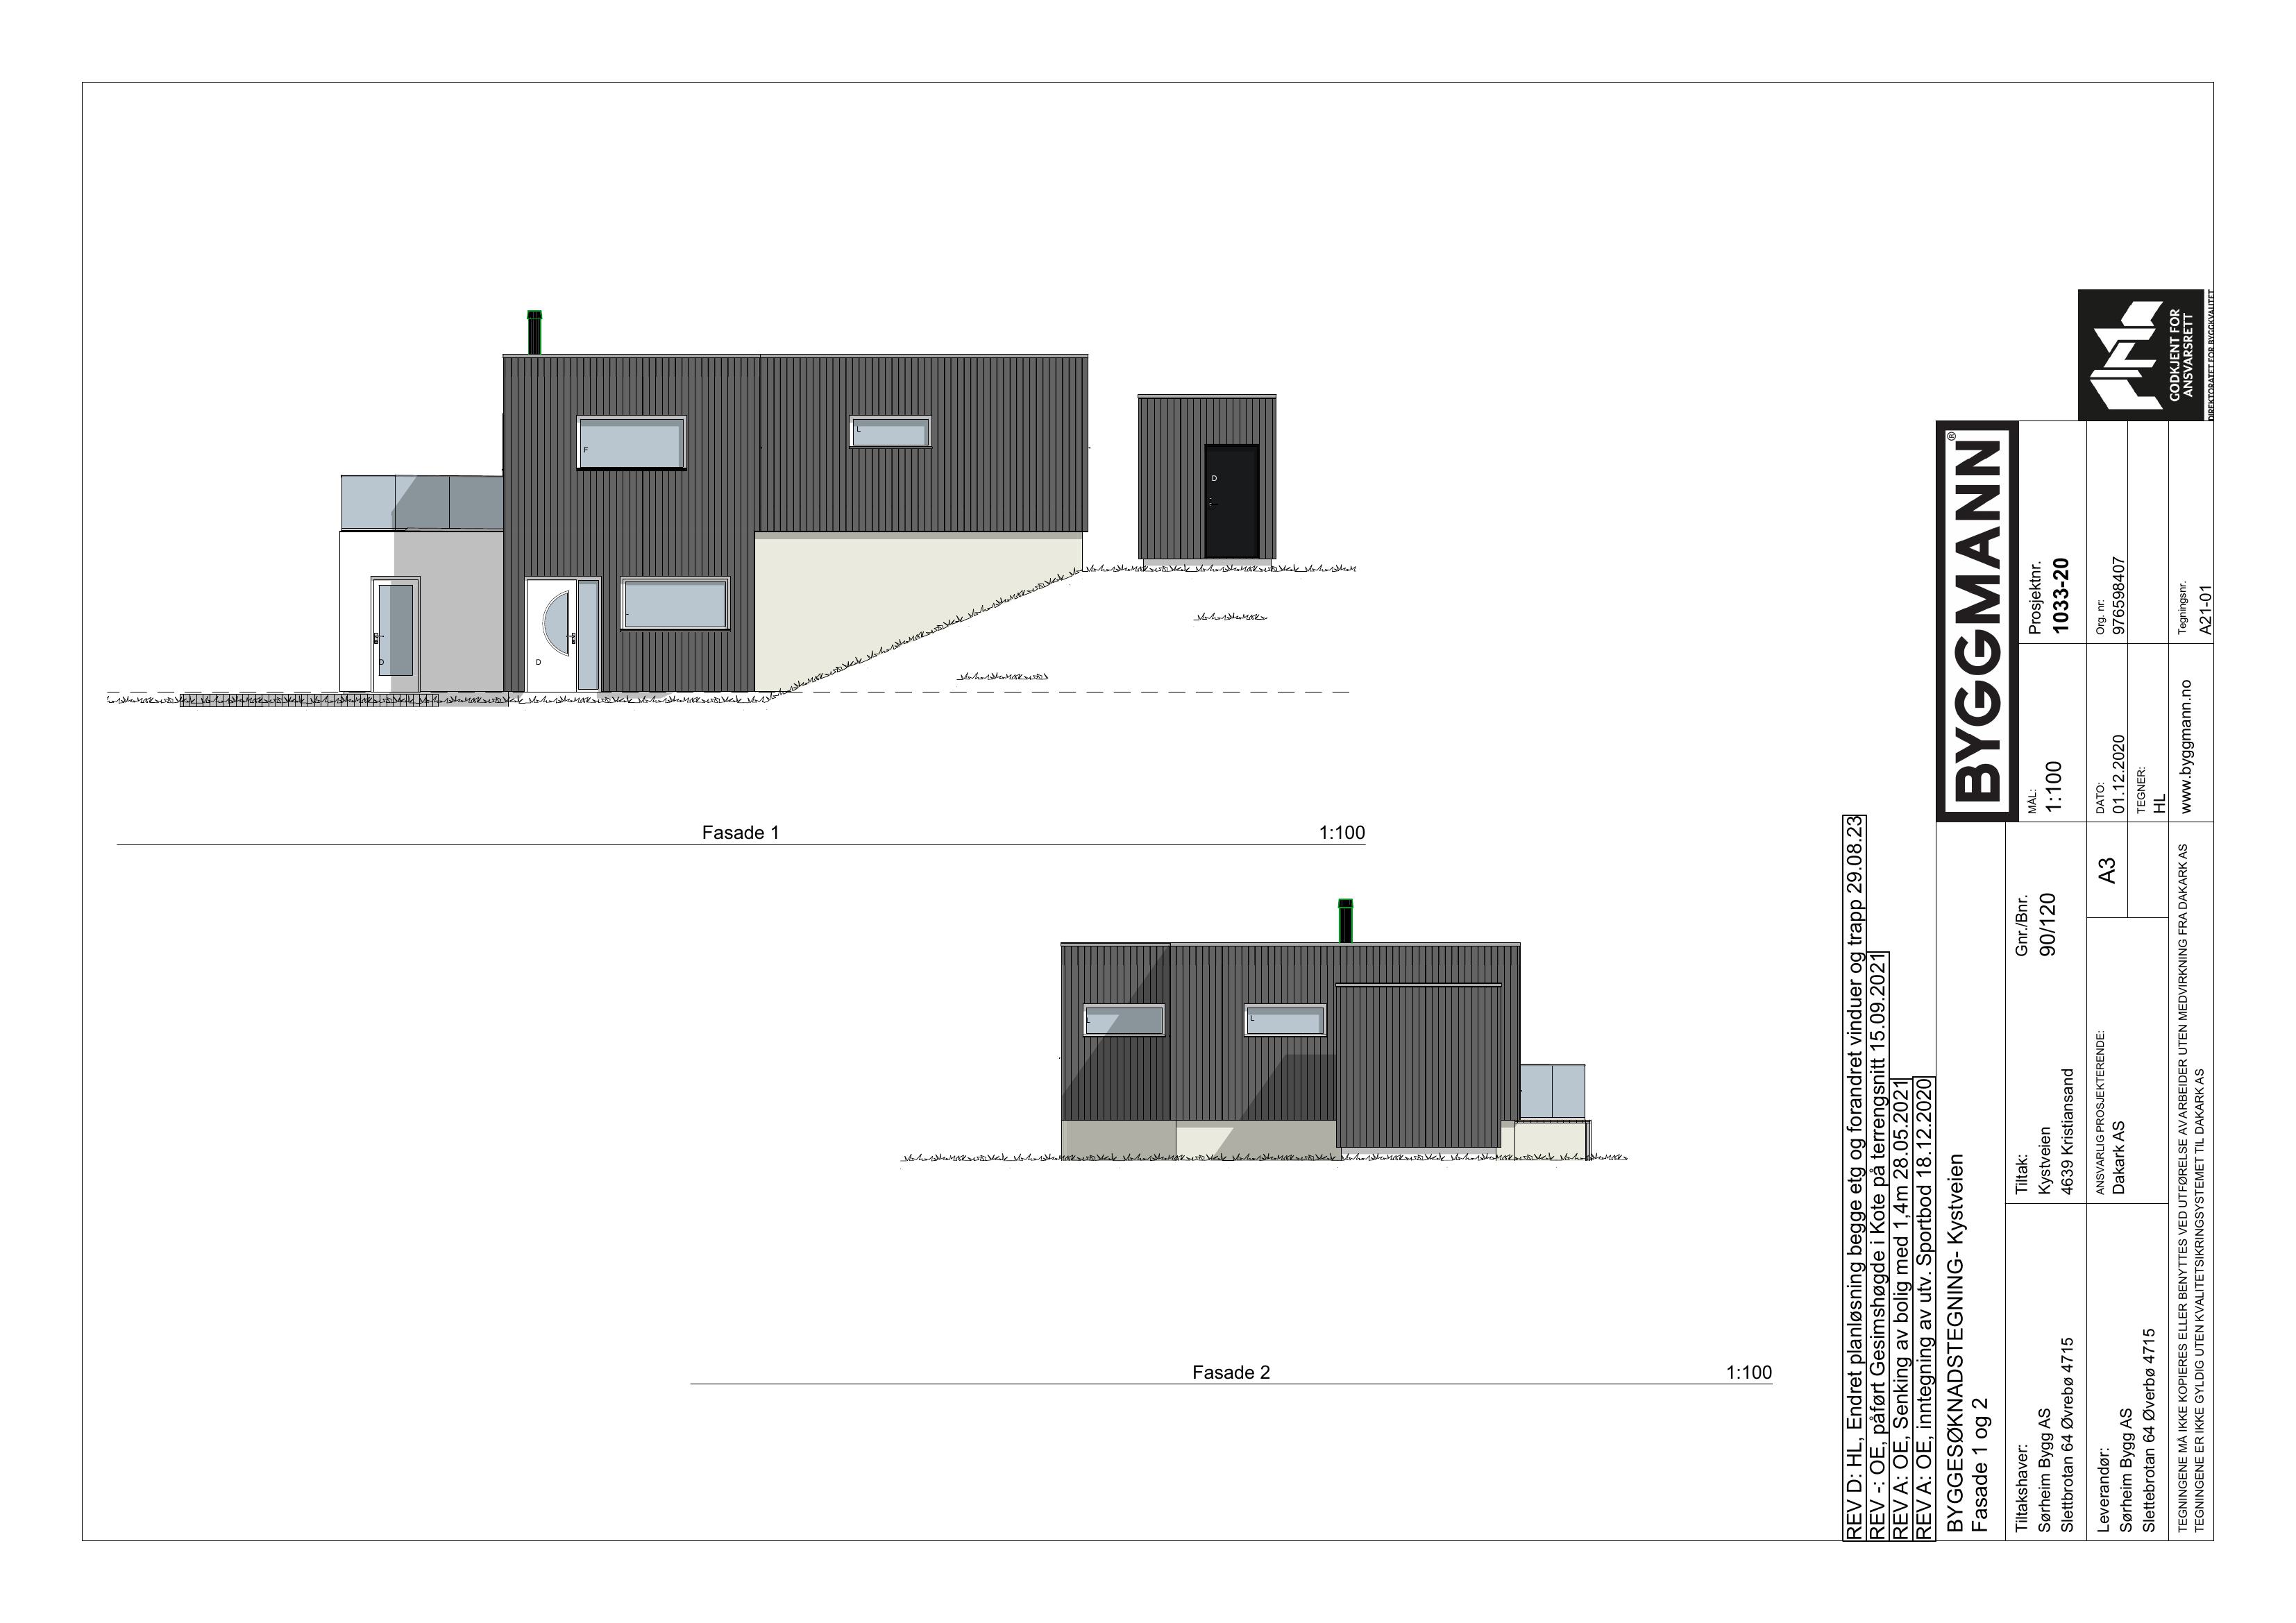 F
L
D
D
D
Fasade 1 1:100
L
L
Fasade 2 1:100
REV D: HL, Endret planløsning begge etg og forandret vinduer og trapp 29.08.23
REV -: OE, påført Gesimshøgde i Kote på terrengsnitt 15.09.2021
REV A: OE, Senking av bolig med 1,4m 28.05.2021
REV A: OE, inntegning av utv. Sportbod 18.12.2020
BYGGESØKNADSTEGNING- Kystveien
Fasade 1 og 2
BYGGMANN®
Tiltakshaver:
Sørheim Bygg AS
Slettbrotan 64 Øvrebø 4715
Tiltak:
Kystveien
4639 Kristiansand
Gnr./Bnr.
90/120
MÅL:
1:100
Prosjektnr.
1033-20
Leverandør:
Sørheim Bygg AS
Slettebrotan 64 Øverbø 4715
ANSVARLIG PROSJEKTERENDE:
Dakark AS
A3
DATO:
01.12.2020
TEGNER:
HL
Org. nr:
976598407
TEGNINGENE MÅ IKKE KOPIERES ELLER BENYTTES VED UTFØRELSE AV ARBEIDER UTEN MEDVIRKNING FRA DAKARK AS
TEGNINGENE ER IKKE GYLDIG UTEN KVALITETSIKRINGSYSTEMET TIL DAKARK AS
www.byggmann.no
Tegningsnr.
A21-01
GODKJENT FOR
ANSVARSRETT
DIREKTORATET FOR BYGGKVALITET